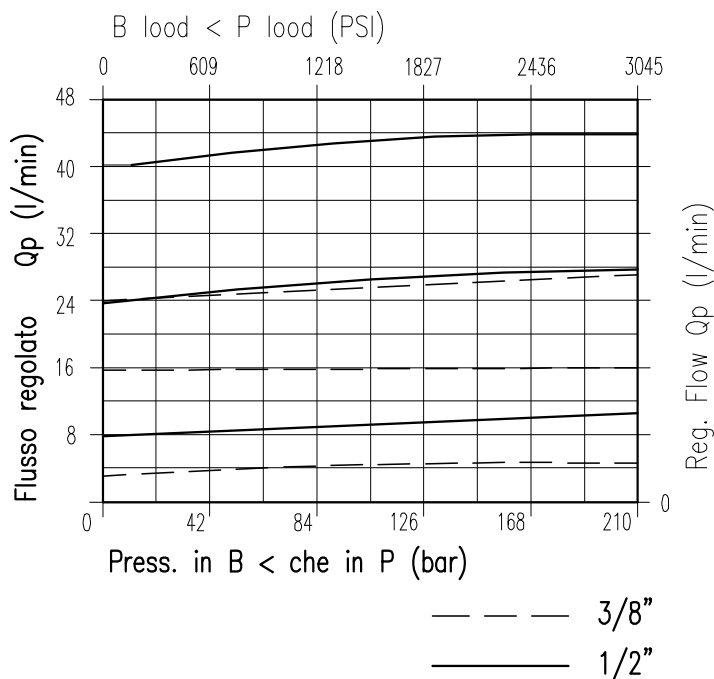 B lood < P lood (PSI)
0 609 1218 1827 2436 3045
48
40
32
24
16
8
0
0 42 84 126 168 210
Flusso regolato Qp (l/min)
Reg. Flow Qp (l/min)
Press. in B < che in P (bar)
3/8"
1/2"